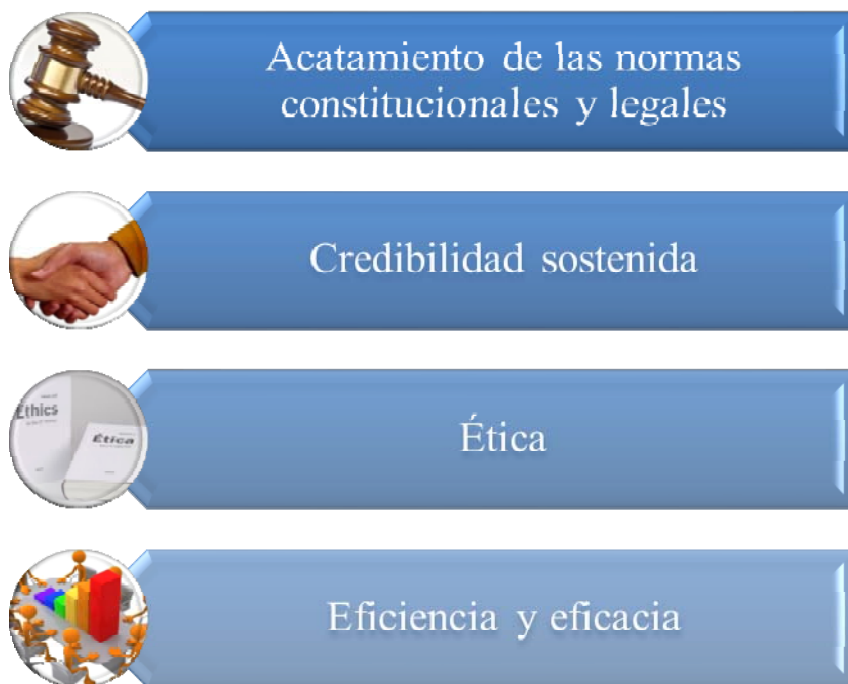 Acatamiento de las normas
constitucionales y legales
Credibilidad sostenida
Ethics
Ética
Ética
Eficiencia y eficacia